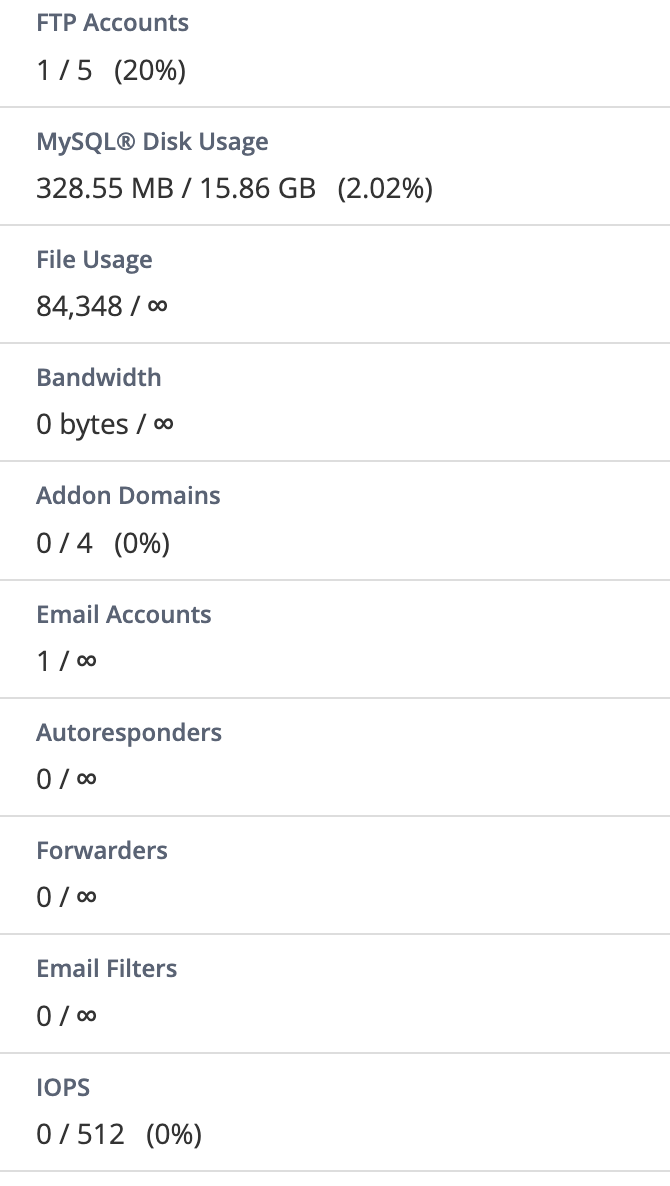 FTP Accounts
1 / 5 (20%)
MySQL® Disk Usage
328.55 MB / 15.86 GB (2.02%)
File Usage
84,348 / ∞
Bandwidth
0 bytes / ∞
Addon Domains
0 / 4 (0%)
Email Accounts
1 / ∞
Autoresponders
0 / ∞
Forwarders
0 / ∞
Email Filters
0 / ∞
IOPS
0 / 512 (0%)